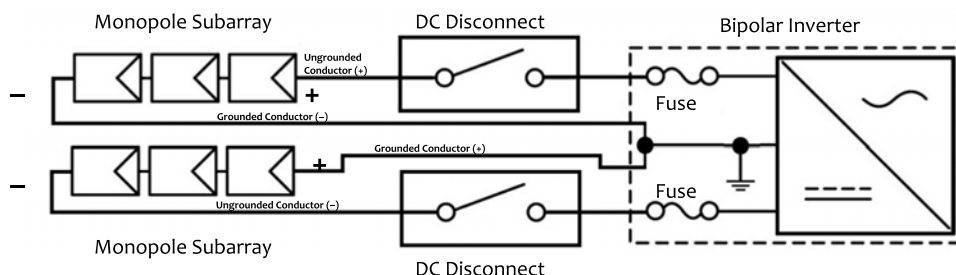 Monopole Subarray
DC Disconnect
Bipolar Inverter
Ungrounded
Conductor (+)
+
−
Fuse
Grounded Conductor (−)
Grounded Conductor (+)
+
−
Fuse
Ungrounded Conductor (−)
Monopole Subarray
DC Disconnect